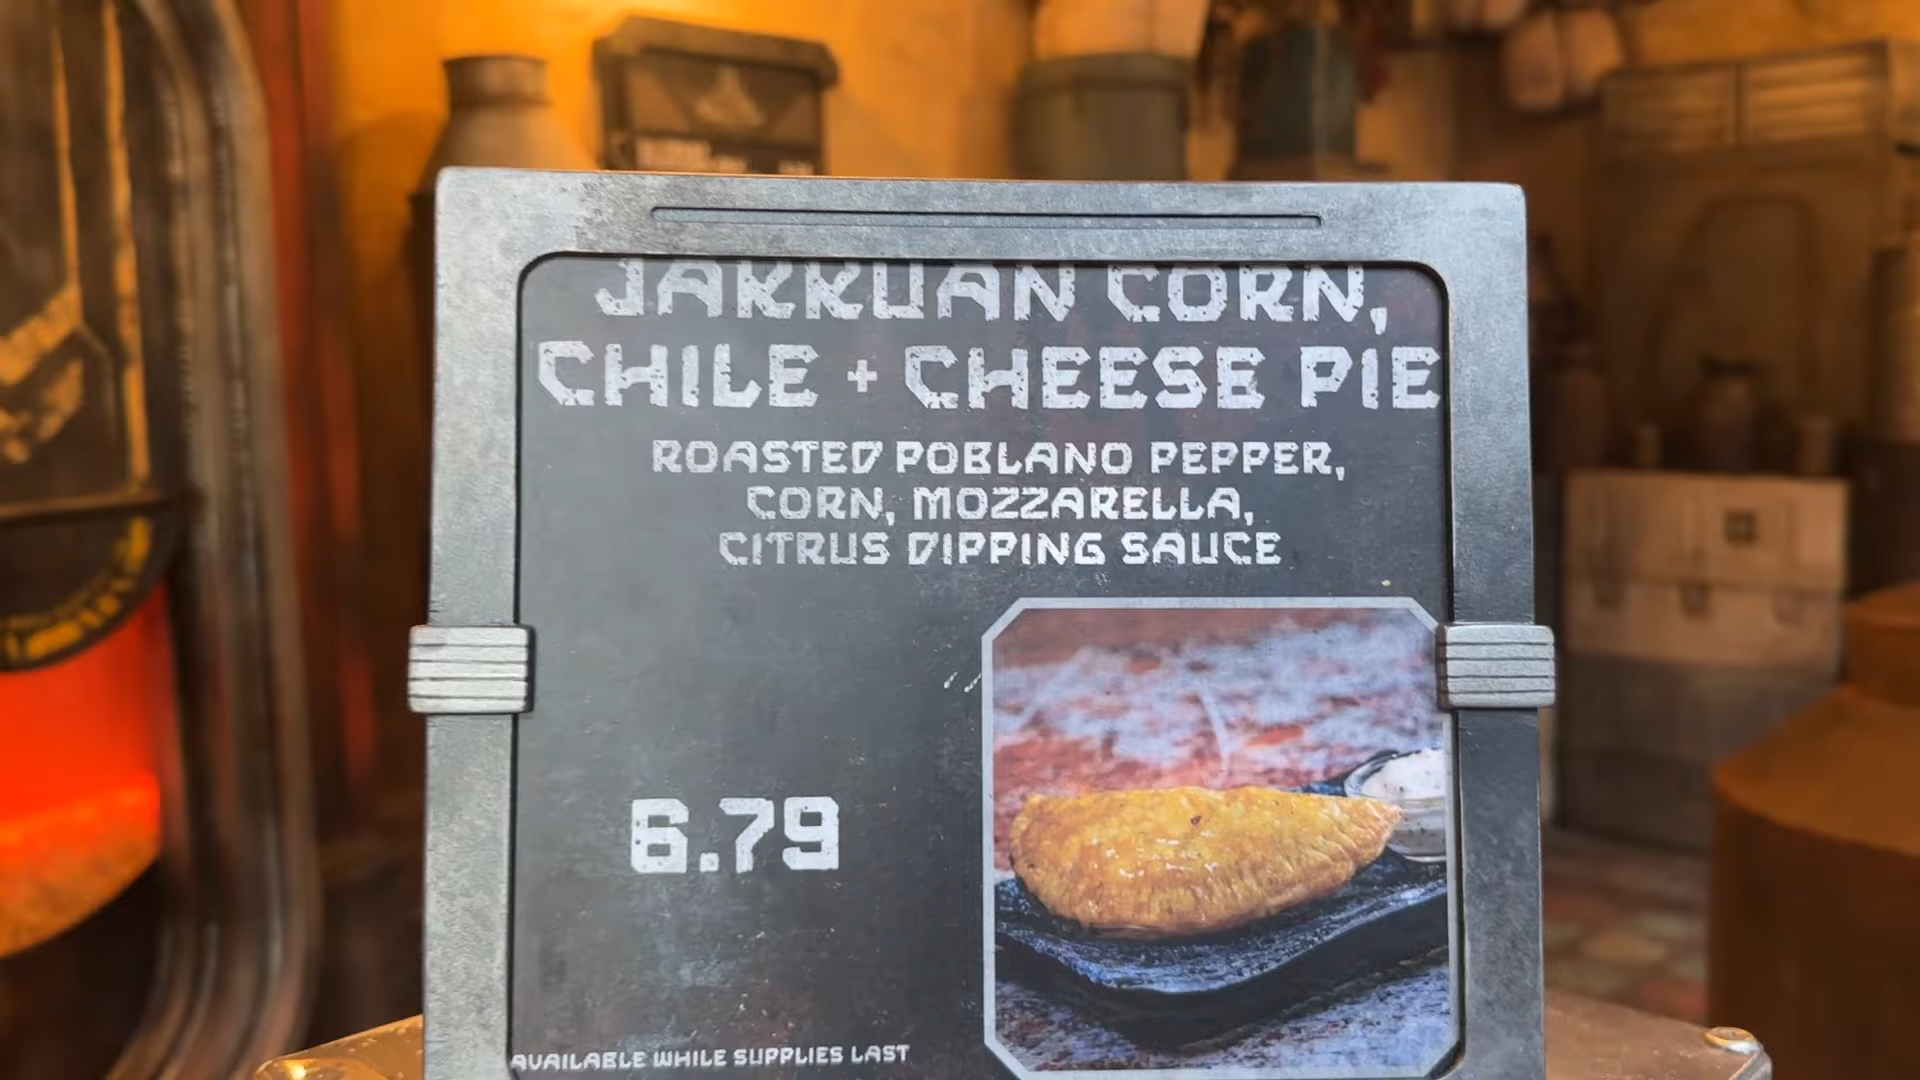 JAKKUAN CORN,
CHILE + CHEESE PIE
ROASTED POBLANO PEPPER,
CORN, MOZZARELLA,
CITRUS DIPPING SAUCE
6.79
AVAILABLE WHILE SUPPLIES LAST